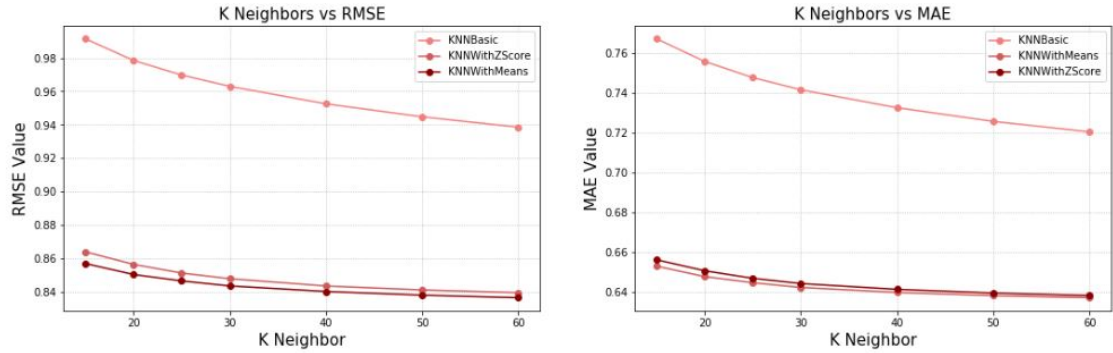 K Neighbors vs RMSE
KNNBasic
KNNWithZScore
KNNWithMeans
RMSE Value
0.98
0.96
0.94
0.92
0.90
0.88
0.86
0.84
20
30
40
50
60
K Neighbor
K Neighbors vs MAE
KNNBasic
KNNWithMeans
KNNWithZScore
MAE Value
0.76
0.74
0.72
0.70
0.68
0.66
0.64
20
30
40
50
60
K Neighbor